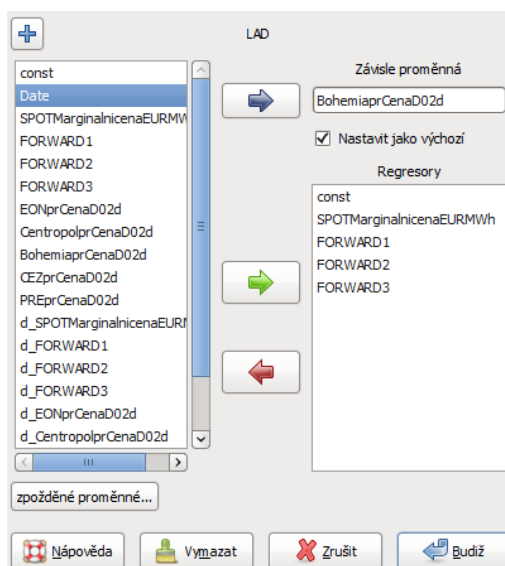 LAD
const
Date
SPOTMarginalnicenaEURMW
FORWARD1
FORWARD2
FORWARD3
EONprCenaD02d
CentropolprCenaD02d
BohemiaprCenaD02d
CEZprCenaD02d
PREprCenaD02d
d_SPOTMarginalnicenaEUR
d_FORWARD1
d_FORWARD2
d_FORWARD3
d_EONprCenaD02d
d_CentropolprCenaD02d
zpožděné proměnné...
Závisle proměnná
BohemiaprCenaD02d
Nastavit jako výchozí
Regresory
const
SPOTMarginalnicenaEURMWh
FORWARD1
FORWARD2
FORWARD3
Nápověda
Vymazat
Zrušit
Budiž